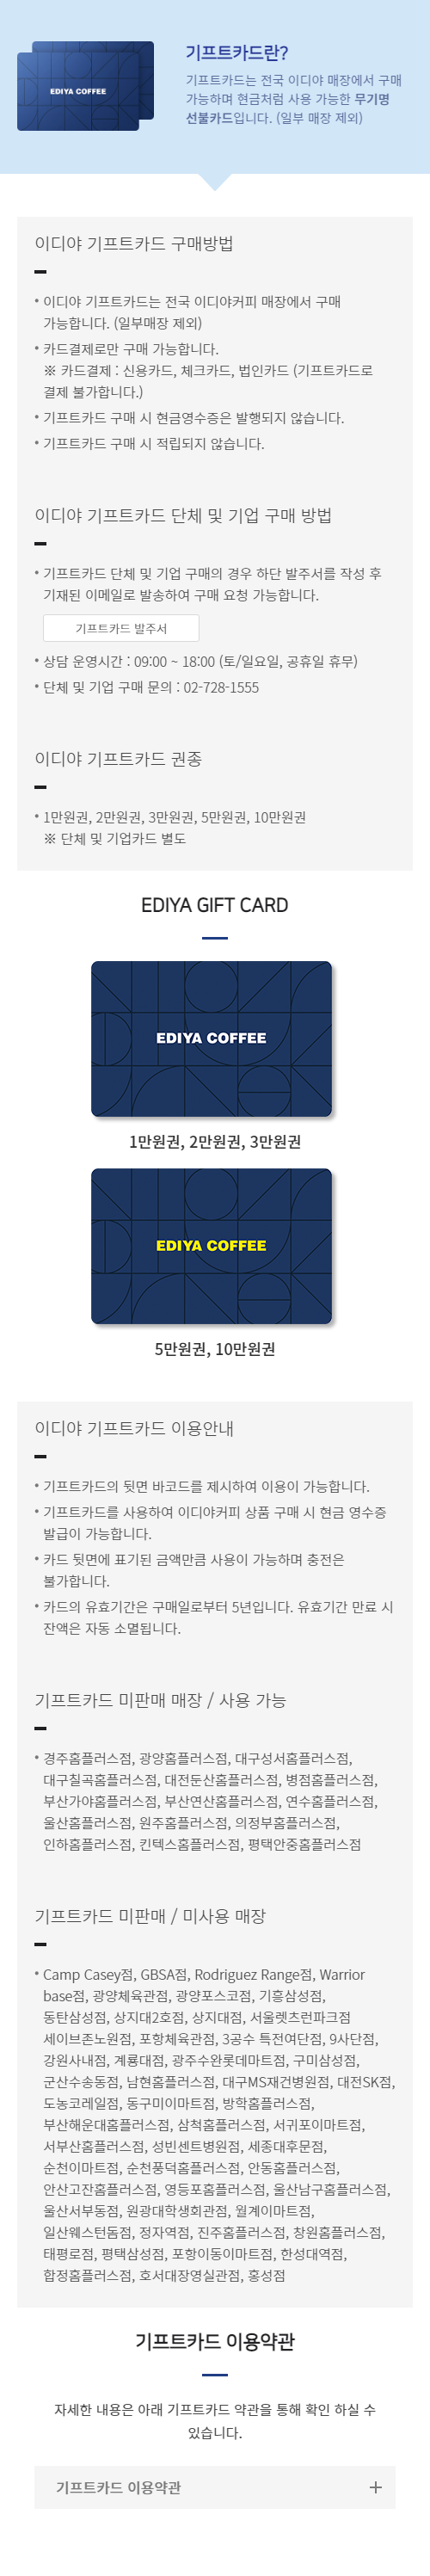 기프트카드란?
EDIYA COFFEE
기프트카드는 전국 이디야 매장에서 구매
가능하며 현금처럼 사용 가능한 무기명
선불카드입니다. (일부 매장 제외)
이디야 기프트카드 구매방법
• 이디야 기프트카드는 전국 이디야커피 매장에서 구매
가능합니다. (일부매장 제외)
• 카드결제로만 구매 가능합니다.
※ 카드결제 : 신용카드, 체크카드, 법인카드 (기프트카드로
결제 불가합니다.)
• 기프트카드 구매 시 현금영수증은 발행되지 않습니다.
• 기프트카드 구매 시 적립되지 않습니다.
이디야 기프트카드 단체 및 기업 구매 방법
• 기프트카드 단체 및 기업 구매의 경우 하단 발주서를 작성 후
기재된 이메일로 발송하여 구매 요청 가능합니다.
기프트카드 발주서
• 상담 운영시간 : 09:00 ~ 18:00 (토/일요일, 공휴일 휴무)
• 단체 및 기업 구매 문의 : 02-728-1555
이디야 기프트카드 권종
• 1만원권, 2만원권, 3만원권, 5만원권, 10만원권
※ 단체 및 기업카드 별도
EDIYA GIFT CARD
EDIYA COFFEE
1만원권, 2만원권, 3만원권
EDIYA COFFEE
5만원권, 10만원권
이디야 기프트카드 이용안내
• 기프트카드의 뒷면 바코드를 제시하여 이용이 가능합니다.
• 기프트카드를 사용하여 이디야커피 상품 구매 시 현금 영수증
발급이 가능합니다.
• 카드 뒷면에 표기된 금액만큼 사용이 가능하며 충전은
불가합니다.
• 카드의 유효기간은 구매일로부터 5년입니다. 유효기간 만료 시
잔액은 자동 소멸됩니다.
기프트카드 미판매 매장 / 사용 가능
• 경주홈플러스점, 광양홈플러스점, 대구성서홈플러스점,
대구칠곡홈플러스점, 대전둔산홈플러스점, 병점홈플러스점,
부산가야홈플러스점, 부산연산홈플러스점, 연수홈플러스점,
울산홈플러스점, 원주홈플러스점, 의정부홈플러스점,
인하홈플러스점, 킨텍스홈플러스점, 평택안중홈플러스점
기프트카드 미판매 / 미사용 매장
• Camp Casey점, GBSA점, Rodriguez Range점, Warrior
base점, 광양체육관점, 광양포스코점, 기흥삼성점,
동탄삼성점, 상지대2호점, 상지대점, 서울렛츠런파크점
세이브존노원점, 포항체육관점, 3공수 특전여단점, 9사단점,
강원사내점, 계룡대점, 광주수완롯데마트점, 구미삼성점,
군산수송동점, 남현홈플러스점, 대구MS재건병원점, 대전SK점,
도농코레일점, 동구미이마트점, 방학홈플러스점,
부산해운대홈플러스점, 삼척홈플러스점, 서귀포이마트점,
서부산홈플러스점, 성빈센트병원점, 세종대후문점,
순천이마트점, 순천풍덕홈플러스점, 안동홈플러스점,
안산고잔홈플러스점, 영등포홈플러스점, 울산남구홈플러스점,
울산서부동점, 원광대학생회관점, 월계이마트점,
일산웨스턴돔점, 정자역점, 진주홈플러스점, 창원홈플러스점,
태평로점, 평택삼성점, 포항이동이마트점, 한성대역점,
합정홈플러스점, 호서대장영실관점, 홍성점
기프트카드 이용약관
자세한 내용은 아래 기프트카드 약관을 통해 확인 하실 수
있습니다.
기프트카드 이용약관